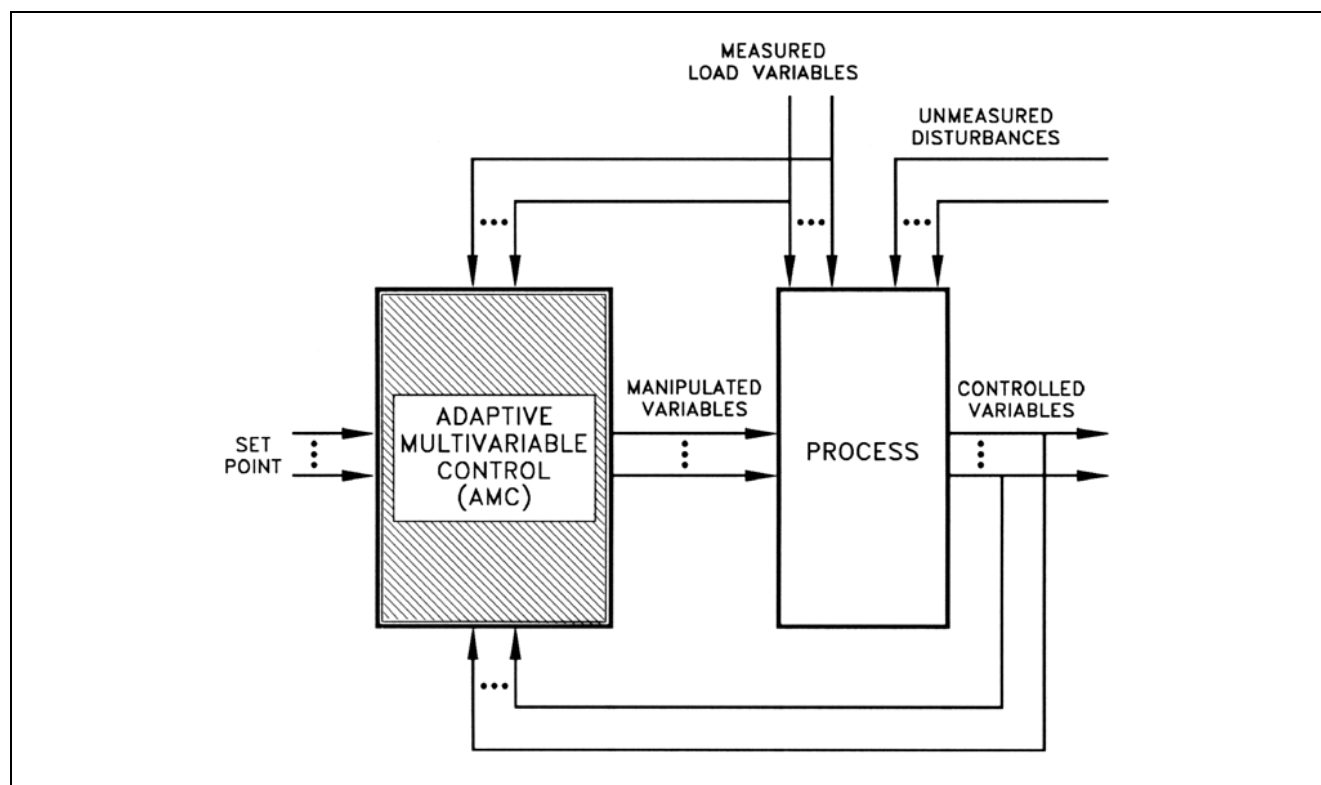 MEASURED
LOAD VARIABLES
UNMEASURED
DISTURBANCES
SET
POINT
ADAPTIVE
MULTIVARIABLE
CONTROL
(AMC)
MANIPULATED
VARIABLES
PROCESS
CONTROLLED
VARIABLES